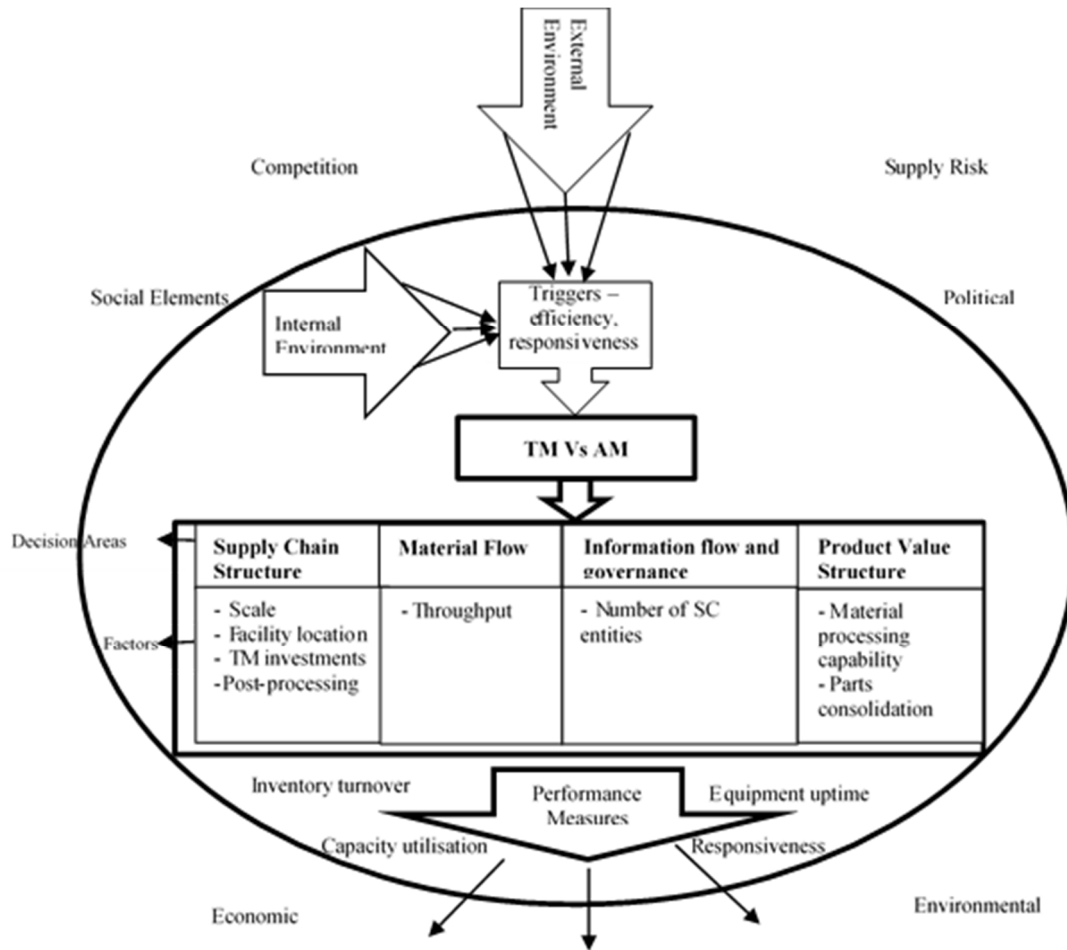 External
Environment
Competition
Supply Risk
Social Elements
Political
Internal
Environment
Triggers –
efficiency,
responsiveness
TM Vs AM
Decision Areas
Supply Chain
Structure
Material Flow
Information flow and
governance
Product Value
Structure
Factors
- Scale
- Facility location
- TM investments
-Post-processing
- Throughput
- Number of SC
entities
- Material
processing
capability
- Parts
consolidation
Inventory turnover
Performance
Measures
Equipment uptime
Capacity utilisation
Responsiveness
Economic
Environmental